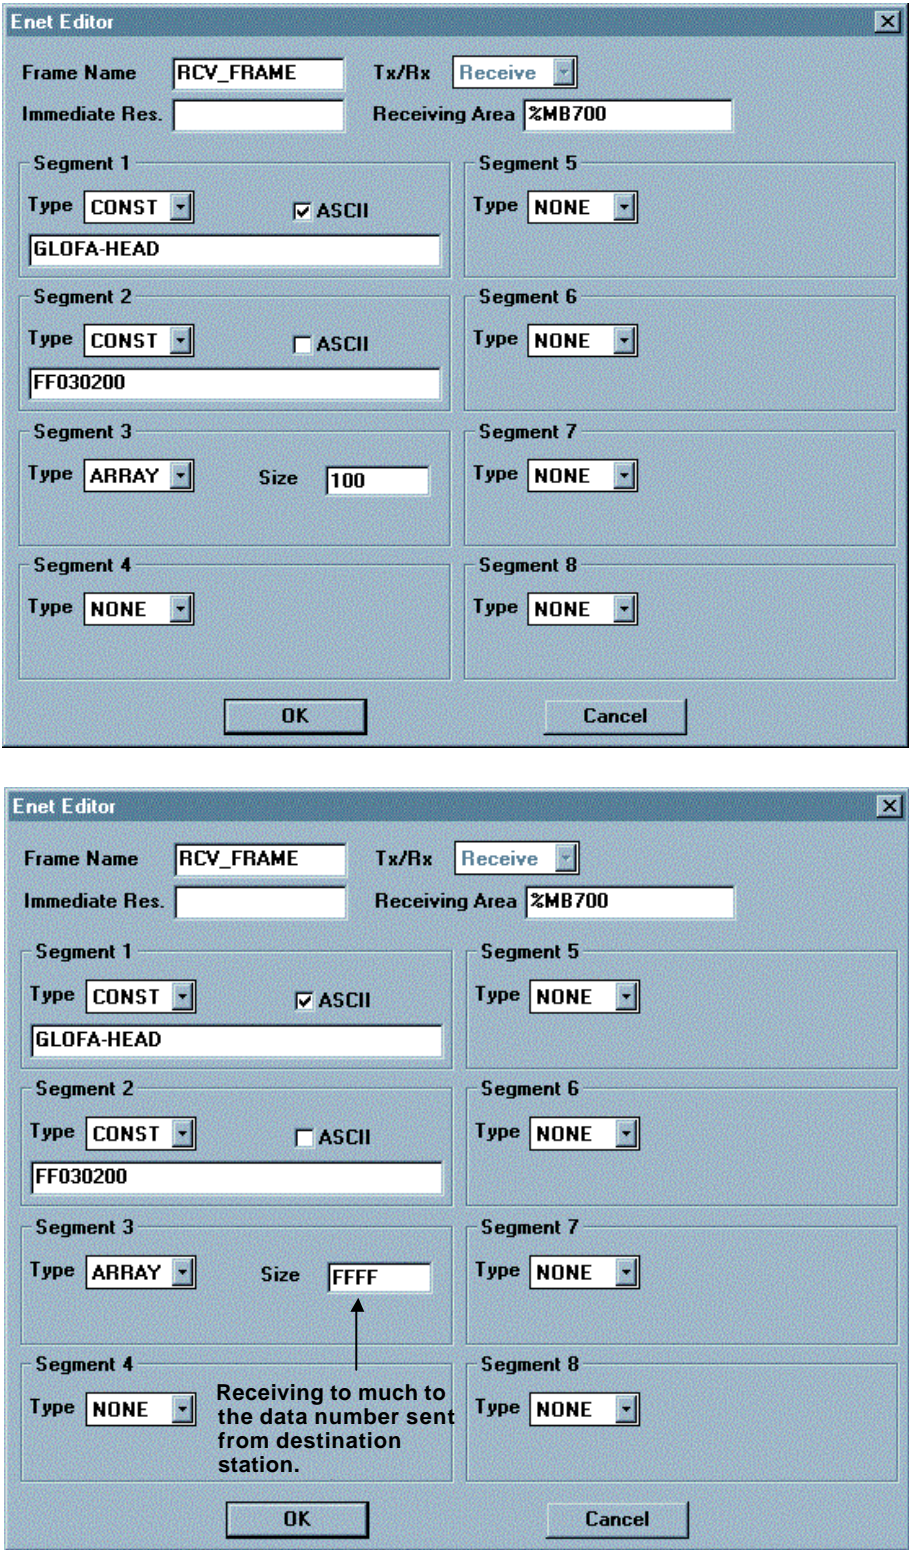 Enet Editor
Frame Name RCV_FRAME Tx/Rx Receive
Immediate Res. Receiving Area %MB700
Segment 1 Segment 5
Type CONST ASCII Type NONE
GLOFA-HEAD
Segment 2 Segment 6
Type CONST ASCII Type NONE
FF030200
Segment 3 Segment 7
Type ARRAY Size 100 Type NONE
Segment 4 Segment 8
Type NONE Type NONE
OK Cancel
Enet Editor
Frame Name RCV_FRAME Tx/Rx Receive
Immediate Res. Receiving Area %MB700
Segment 1 Segment 5
Type CONST ASCII Type NONE
GLOFA-HEAD
Segment 2 Segment 6
Type CONST ASCII Type NONE
FF030200
Segment 3 Segment 7
Type ARRAY Size FFFF Type NONE
Segment 4 Segment 8
Type NONE Type NONE
Receiving to much to
the data number sent
from destination
station.
OK Cancel